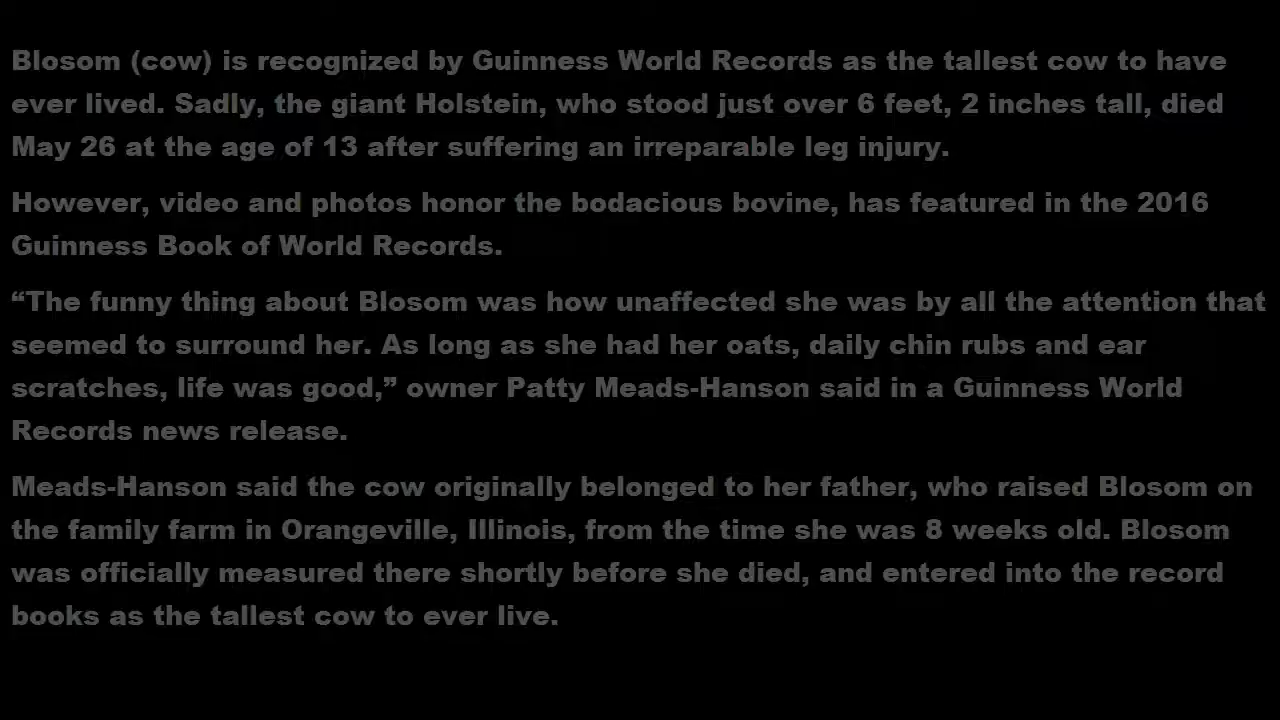 Blosom (cow) is recognized by Guinness World Records as the tallest cow to have
ever lived. Sadly, the giant Holstein, who stood just over 6 feet, 2 inches tall, died
May 26 at the age of 13 after suffering an irreparable leg injury.
However, video and photos honor the bodacious bovine, has featured in the 2016
Guinness Book of World Records.
“The funny thing about Blosom was how unaffected she was by all the attention that
seemed to surround her. As long as she had her oats, daily chin rubs and ear
scratches, life was good,” owner Patty Meads-Hanson said in a Guinness World
Records news release.
Meads-Hanson said the cow originally belonged to her father, who raised Blosom on
the family farm in Orangeville, Illinois, from the time she was 8 weeks old. Blosom
was officially measured there shortly before she died, and entered into the record
books as the tallest cow to ever live.